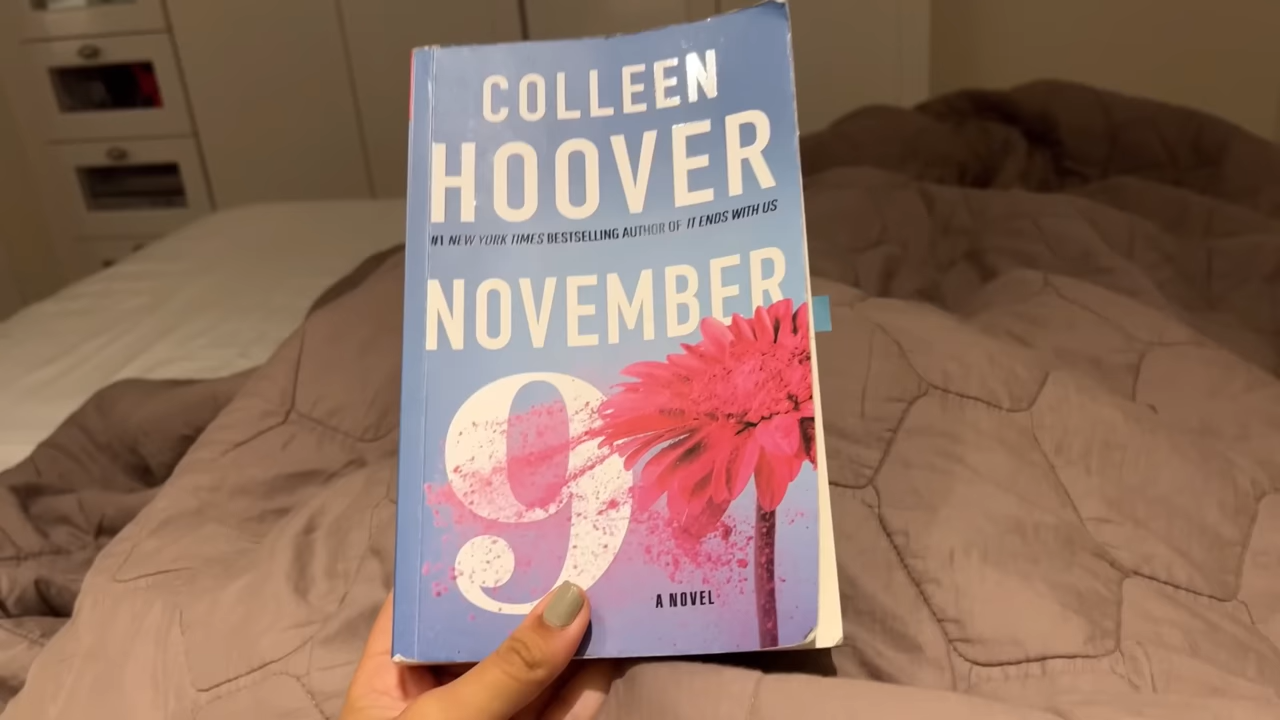 COLLEEN
HOOVER
#1 NEW YORK TIMES BESTSELLING AUTHOR OF IT ENDS WITH US
NOVEMBER
9
A NOVEL